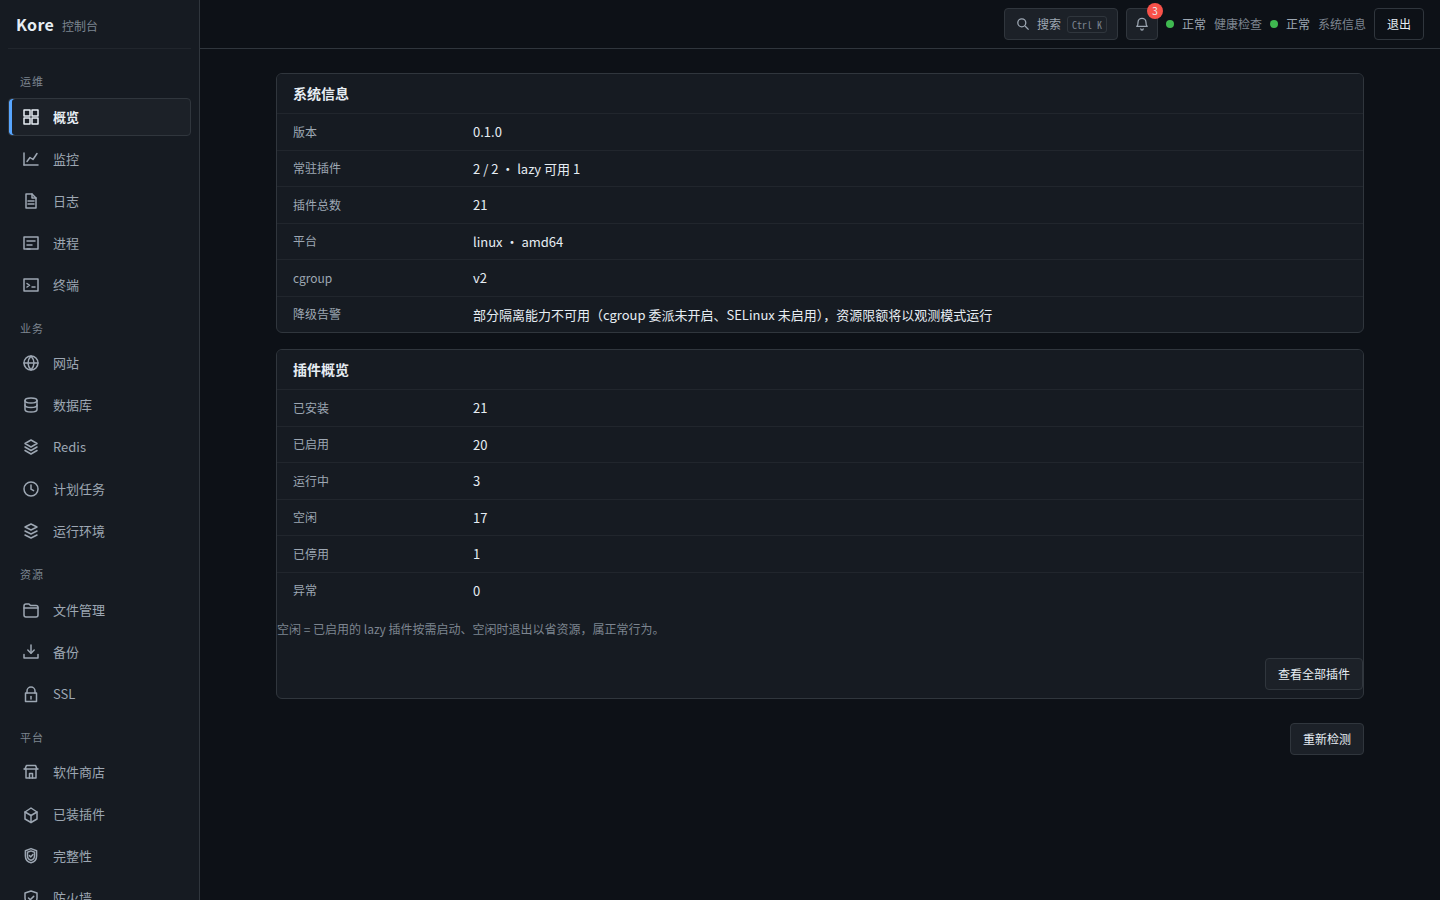 Kore 控制台
搜索 Ctrl K
3
正常 健康检查
正常 系统信息
退出
运维
概览
监控
日志
进程
终端
业务
网站
数据库
Redis
计划任务
运行环境
资源
文件管理
备份
SSL
平台
软件商店
已装插件
完整性
防火墙
系统信息
版本 0.1.0
常驻插件 2 / 2 · lazy 可用 1
插件总数 21
平台 linux · amd64
cgroup v2
降级告警 部分隔离能力不可用（cgroup 委派未开启、SELinux 未启用），资源限额将以观测模式运行
插件概览
已安装 21
已启用 20
运行中 3
空闲 17
已停用 1
异常 0
空闲 = 已启用的 lazy 插件按需启动、空闲时退出以省资源，属正常行为。
查看全部插件
重新检测